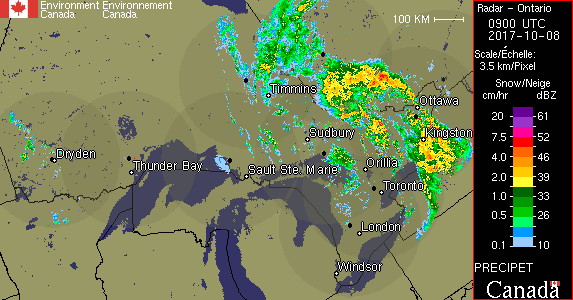 Environment Environnement
Canada Canada
100 KM
Timmins
Ottawa
Sudbury
Kingston
Dryden
Thunder Bay
Sault Ste. Marie
Orillia
Toronto
London
Windsor
Radar - Ontario
0900 UTC
2017-10-08
Scale/Échelle:
3.5 km/Pixel
Snow/Neige
cm/hr dBZ
20 61
7.5 57
5.2 52
4.0 46
2.0 39
1.0 33
0.5 26
0.1 10
PRECIPET
Canada